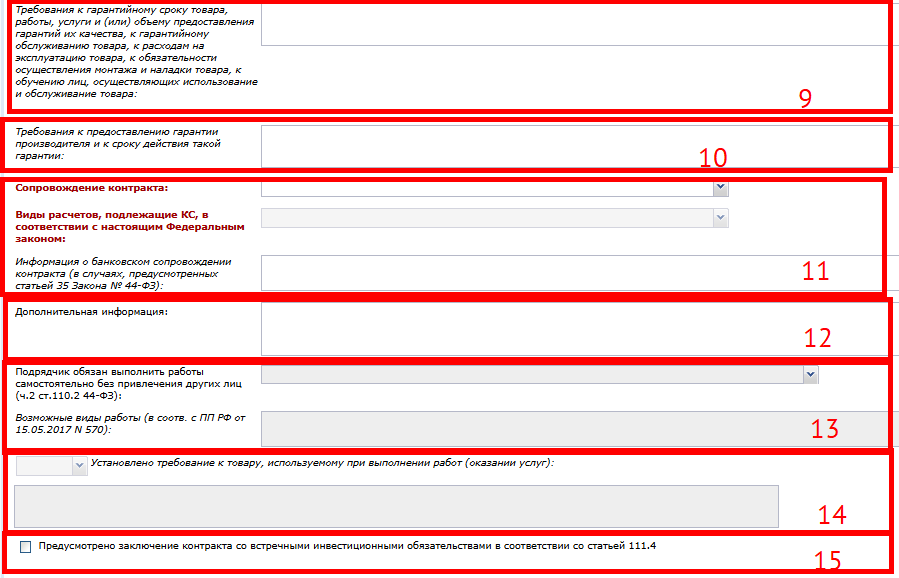 Требования к гарантийному сроку товара,
работы, услуги и (или) объему предоставления
гарантий их качества, к гарантийному
обслуживанию товара, к расходам на
эксплуатацию товара, к обязательности
осуществления монтажа и наладки товара, к
обучению лиц, осуществляющих использование
и обслуживание товара:
9
Требования к предоставлению гарантии
производителя и к сроку действия такой
гарантии:
10
Сопровождение контракта:
Виды расчетов, подлежащие КС, в
соответствии с настоящим Федеральным
законом:
Информация о банковском сопровождении
контракта (в случаях, предусмотренных
статьей 35 Закона № 44-ФЗ):
11
Дополнительная информация:
12
Подрядчик обязан выполнить работы
самостоятельно без привлечения других лиц
(ч.2 ст.110.2 44-ФЗ):
Возможные виды работы (в соотв. с ПП РФ от
15.05.2017 N 570):
13
Установлено требование к товару, используемому при выполнении работ (оказании услуг):
14
Предусмотрено заключение контракта со встречными инвестиционными обязательствами в соответствии со статьей 111.4
15